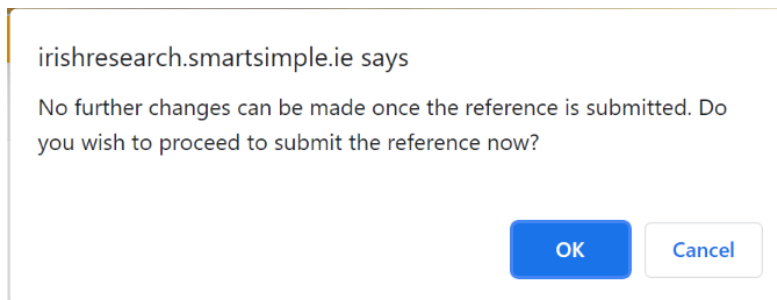 irishresearch.smartsimple.ie says
No further changes can be made once the reference is submitted. Do
you wish to proceed to submit the reference now?
OK Cancel